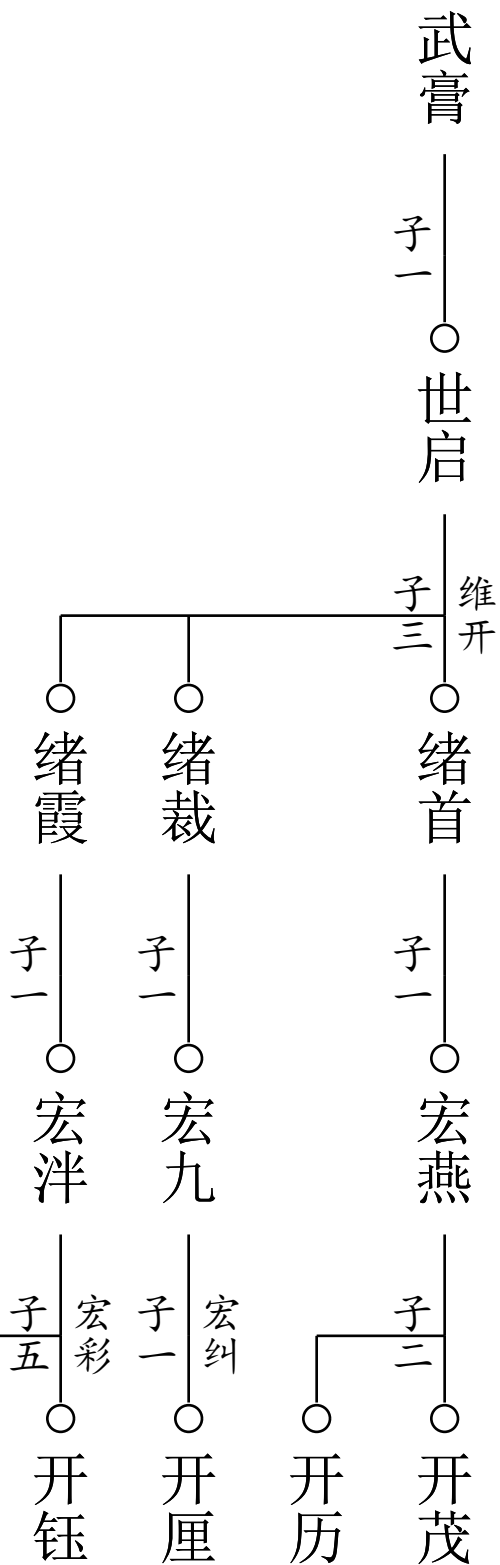 武膏
子一
世启
子三
维开
绪首
绪裁
绪霞
子一
子一
子一
宏燕
宏九
宏泮
子二
宏纠
子一
宏彩
子五
开茂
开历
开厘
开钰